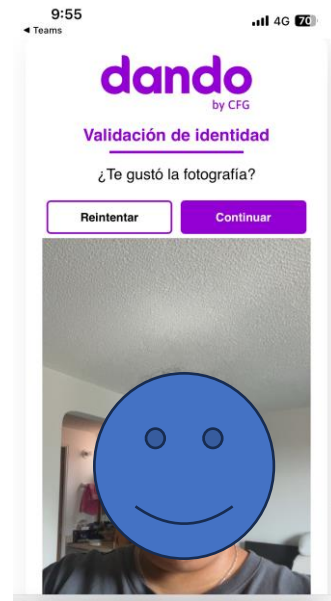 9:55
4G 70
◀ Teams
dando
by CFG
Validación de identidad
¿Te gustó la fotografía?
Reintentar
Continuar